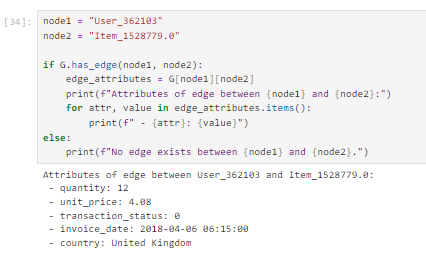 [34]: node1 = "User_362103"
node2 = "Item_1528779.0"
if G.has_edge(node1, node2):
    edge_attributes = G[node1][node2]
    print(f"Attributes of edge between {node1} and {node2}:")
    for attr, value in edge_attributes.items():
        print(f" - {attr}: {value}")
else:
    print(f"No edge exists between {node1} and {node2}.")
Attributes of edge between User_362103 and Item_1528779.0:
 - quantity: 12
 - unit_price: 4.08
 - transaction_status: 0
 - invoice_date: 2018-04-06 06:15:00
 - country: United Kingdom